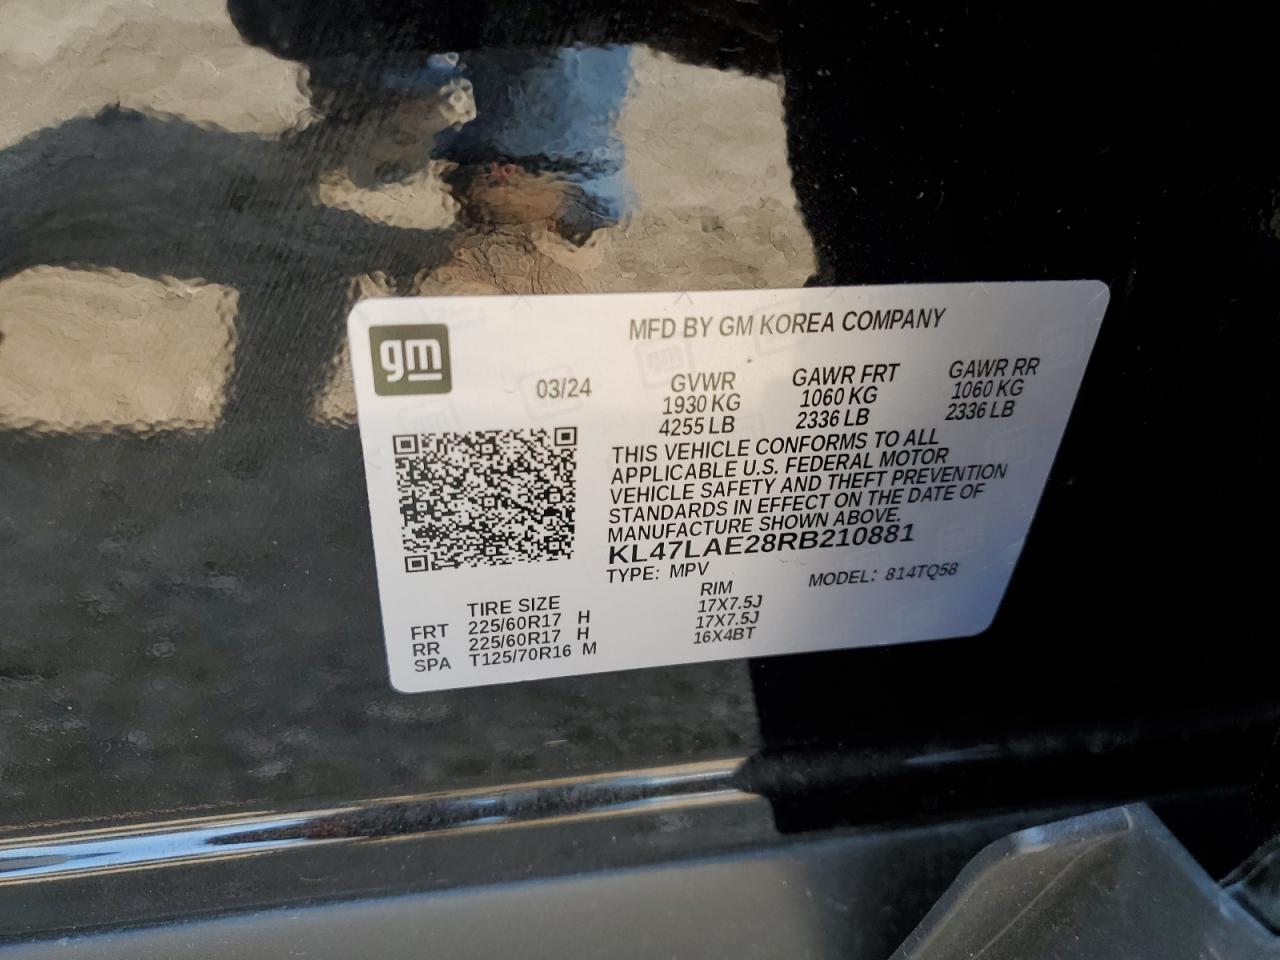 gm
MFD BY GM KOREA COMPANY
03/24
GVWR GAWR FRT GAWR RR
1930 KG 1060 KG 1060 KG
4255 LB 2336 LB 2336 LB
THIS VEHICLE CONFORMS TO ALL
APPLICABLE U.S. FEDERAL MOTOR
VEHICLE SAFETY AND THEFT PREVENTION
STANDARDS IN EFFECT ON THE DATE OF
MANUFACTURE SHOWN ABOVE.
KL47LAE28RB210881
TYPE: MPV MODEL: 814TQ58
TIRE SIZE RIM
FRT 225/60R17 H 17X7.5J
RR 225/60R17 H 17X7.5J
SPA T125/70R16 M 16X4BT